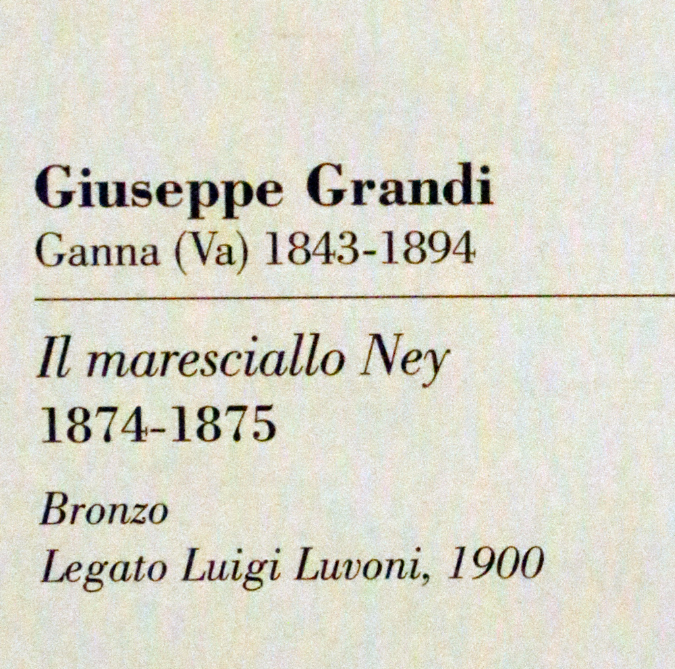 Giuseppe Grandi
Ganna (Va) 1843-1894
Il maresciallo Ney
1874-1875
Bronzo
Legato Luigi Luvoni, 1900